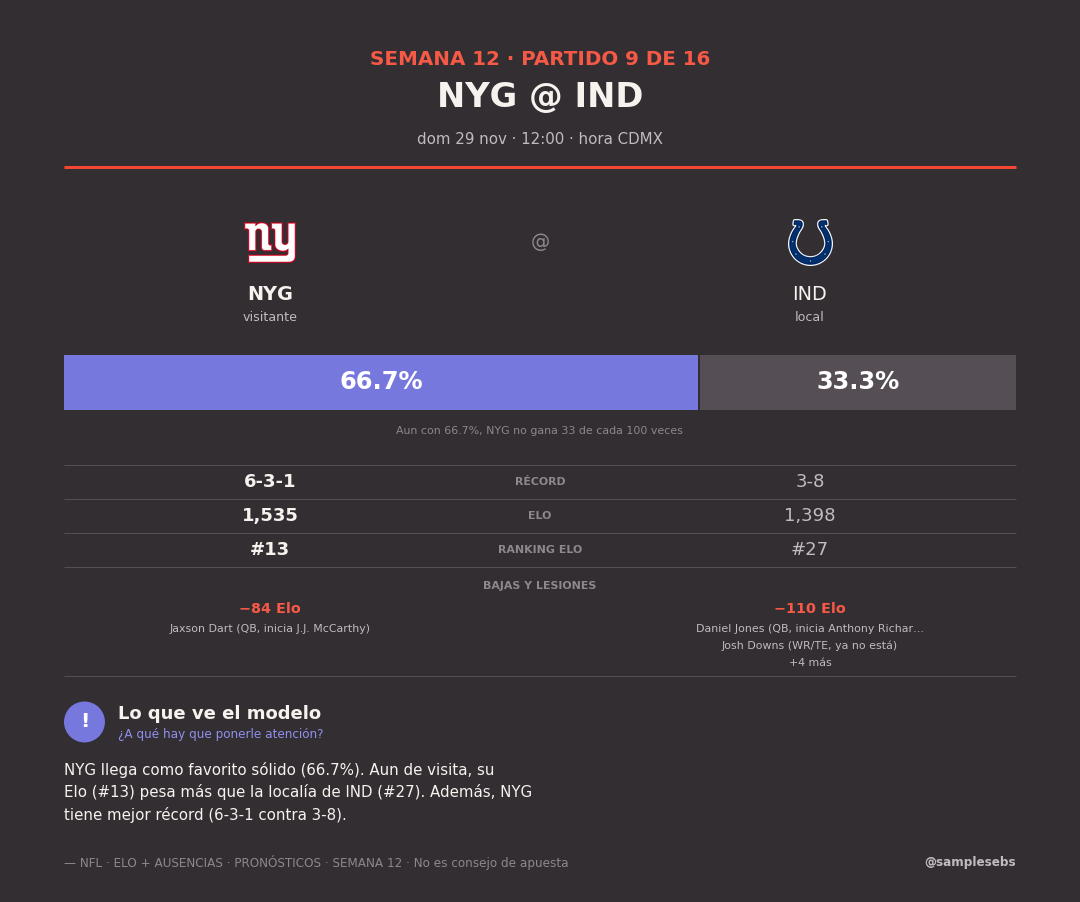 SEMANA 12 · PARTIDO 9 DE 16
NYG @ IND
dom 29 nov · 12:00 · hora CDMX
ny
@
NYG
IND
visitante
local
66.7%
33.3%
Aun con 66.7%, NYG no gana 33 de cada 100 veces
6-3-1
RÉCORD
3-8
1,535
ELO
1,398
#13
RANKING ELO
#27
BAJAS Y LESIONES
−84 Elo
−110 Elo
Jaxson Dart (QB, inicia J.J. McCarthy)
Daniel Jones (QB, inicia Anthony Richar…
Josh Downs (WR/TE, ya no está)
+4 más
!
Lo que ve el modelo
¿A qué hay que ponerle atención?
NYG llega como favorito sólido (66.7%). Aun de visita, su
Elo (#13) pesa más que la localía de IND (#27). Además, NYG
tiene mejor récord (6-3-1 contra 3-8).
— NFL · ELO + AUSENCIAS · PRONÓSTICOS · SEMANA 12 · No es consejo de apuesta
@samplesebs